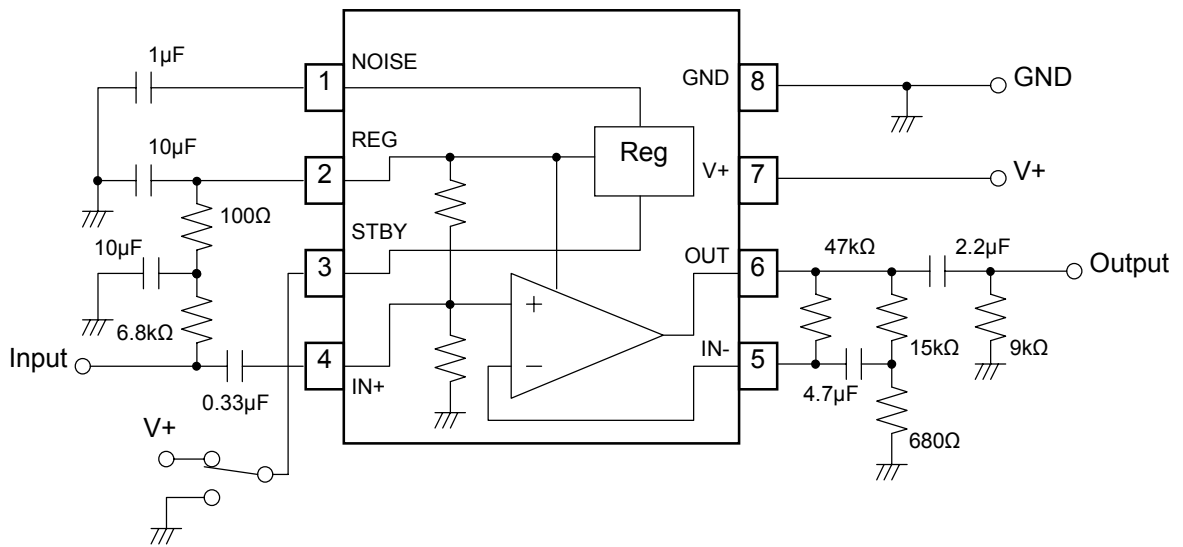 1µF
1
NOISE
GND
8
GND
10µF
2
REG
Reg
V+
7
V+
100Ω
10µF
3
STBY
OUT
6
47kΩ
2.2µF
Output
+
6.8kΩ
Input
4
IN+
−
IN-
5
15kΩ
9kΩ
0.33µF
4.7µF
680Ω
V+